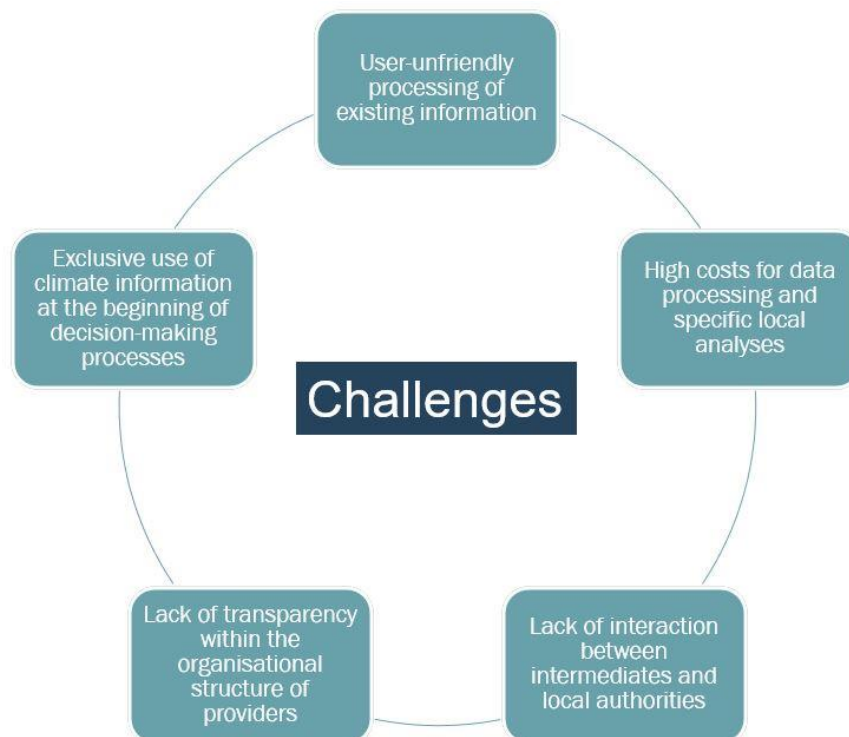 User-unfriendly
processing of
existing information
Exclusive use of
climate information
at the beginning of
decision-making
processes
High costs for data
processing and
specific local
analyses
Challenges
Lack of transparency
within the
organisational
structure of
providers
Lack of interaction
between
intermediates and
local authorities